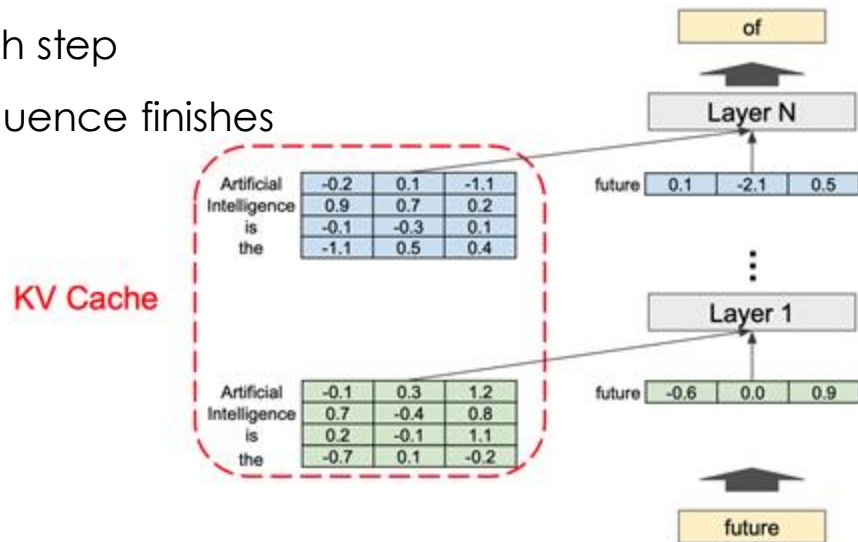 h step
uence finishes
of
Layer N
Artificial -0.2 0.1 -1.1
Intelligence 0.9 0.7 0.2
is -0.1 -0.3 0.1
the -1.1 0.5 0.4
future 0.1 -2.1 0.5
KV Cache
Layer 1
Artificial -0.1 0.3 1.2
Intelligence 0.7 -0.4 0.8
is 0.2 -0.1 1.1
the -0.7 0.1 -0.2
future -0.6 0.0 0.9
future